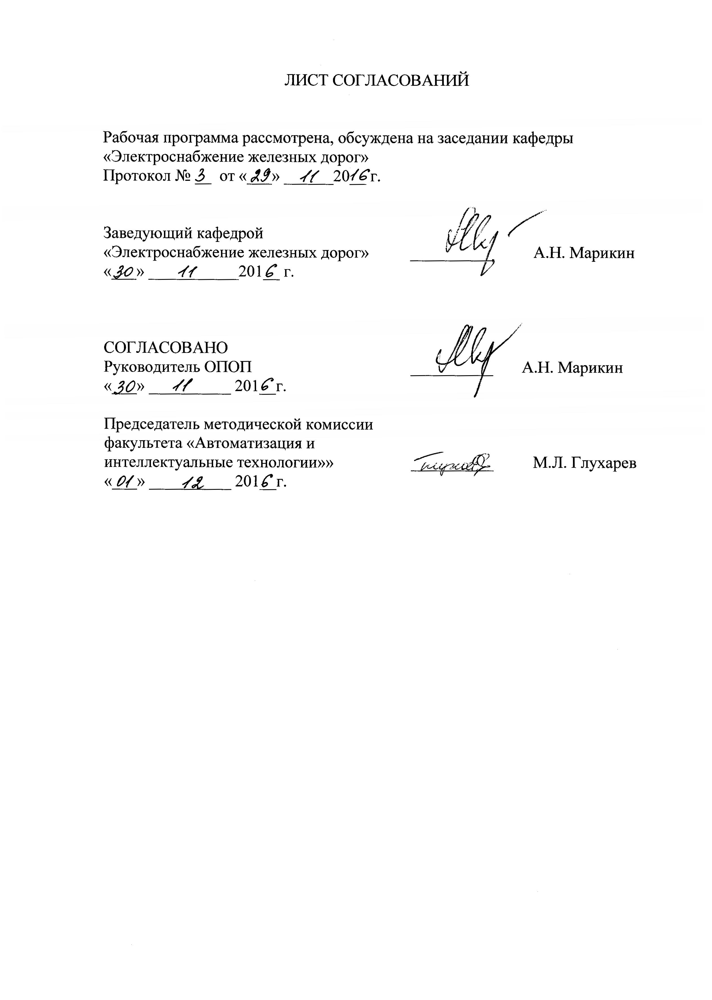 ЛИСТ СОГЛАСОВАНИЙ
Рабочая программа рассмотрена, обсуждена на заседании кафедры
«Электроснабжение железных дорог»
Протокол № 3 от «29» 11 2016 г.
Заведующий кафедрой
«Электроснабжение железных дорог» А.Н. Марикин
«30» 11 2016 г.
СОГЛАСОВАНО
Руководитель ОПОП А.Н. Марикин
«30» 11 2016 г.
Председатель методической комиссии
факультета «Автоматизация и
интеллектуальные технологии»» М.Л. Глухарев
«01» 12 2016 г.